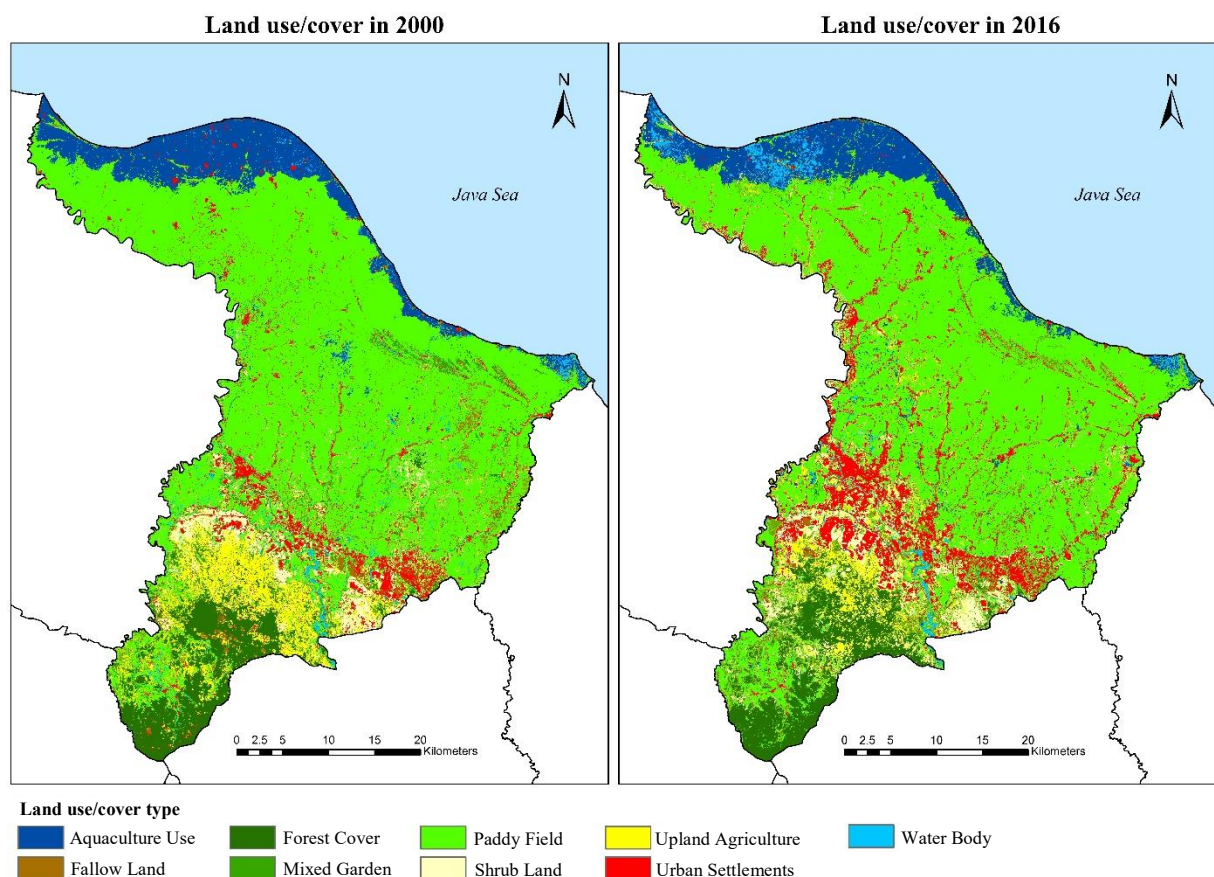 Land use/cover in 2000
Land use/cover in 2016
N
Java Sea
0 2.5 5 10 15 20
Kilometers
N
Java Sea
0 2.5 5 10 15 20
Kilometers
Land use/cover type
Aquaculture Use
Forest Cover
Paddy Field
Upland Agriculture
Water Body
Fallow Land
Mixed Garden
Shrub Land
Urban Settlements